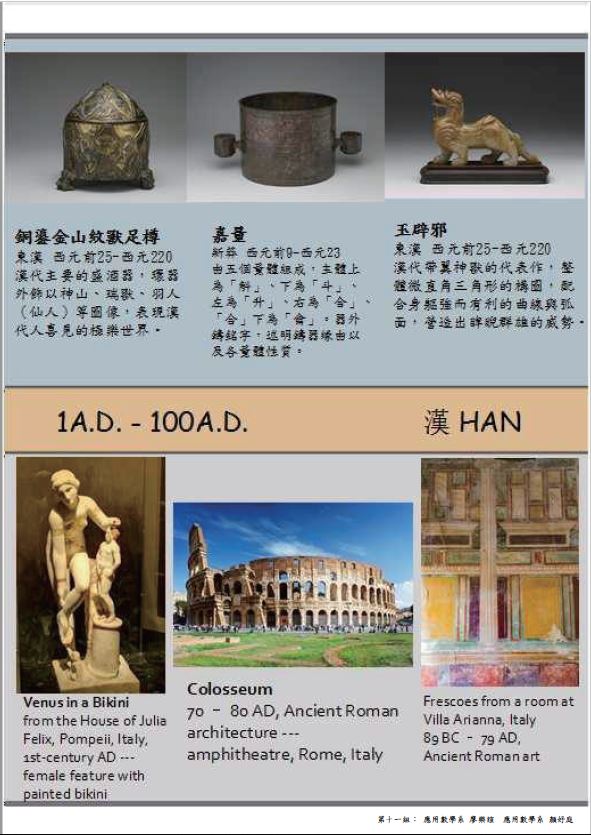 銅鎏金山紋獸足樽
東漢 西元前25-西元220
漢代主要的盛酒器，環器
外飾以神山、瑞獸、羽人
（仙人）等圖像，表現漢
代人喜見的極樂世界。
嘉量
新莽 西元前9-西元23
由五個量體組成，主體上
為「斛」、下為「斗」、
左為「升」、右為「合」、
「合」下為「龠」。器外
鑄銘字，述明鑄器緣由以
及各量體性質。
玉辟邪
東漢 西元前25-西元220
漢代帶翼神獸的代表作，整
體微直角三角形的構圖，配
合身軀強而有利的曲線與弧
面，營造出睥睨群雄的威勢。
1A.D. - 100A.D.
漢 HAN
Venus in a Bikini
from the House of Julia
Felix, Pompeii, Italy,
1st-century AD ---
female feature with
painted bikini
Colosseum
70 – 80 AD, Ancient Roman
architecture ---
amphitheatre, Rome, Italy
Frescoes from a room at
Villa Arianna, Italy
89 BC – 79 AD,
Ancient Roman art
第十一組： 應用數學系 廖樂 應用數學系 顏好庭